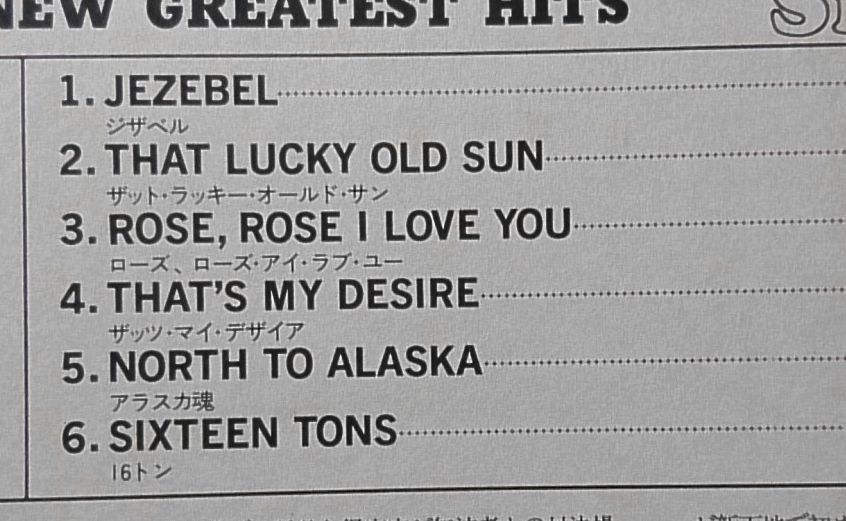 NEW GREATEST HITS
1. JEZEBEL
ジザベル
2. THAT LUCKY OLD SUN
ザット・ラッキー・オールド・サン
3. ROSE, ROSE I LOVE YOU
ローズ、ローズ・アイ・ラブ・ユー
4. THAT'S MY DESIRE
ザッツ・マイ・デザイア
5. NORTH TO ALASKA
アラスカ魂
6. SIXTEEN TONS
16トン